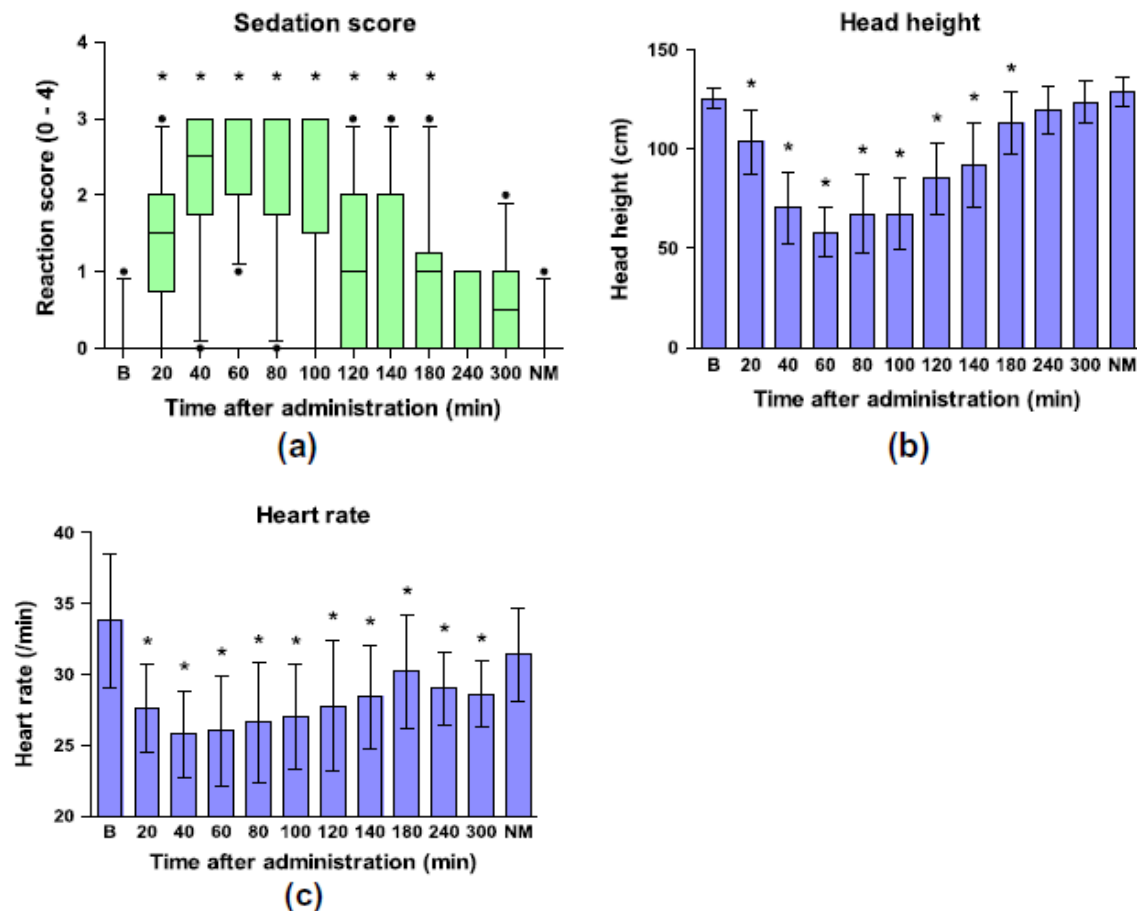 Sedation score
Reaction score (0 - 4)
4
3
2
1
0
* * * * * * * *
B 20 40 60 80 100 120 140 180 240 300 NM
Time after administration (min)
(a)
Head height
Head height (cm)
150
100
50
0
* * * * * * * *
B 20 40 60 80 100 120 140 180 240 300 NM
Time after administration (min)
(b)
Heart rate
Heart rate (/min)
40
35
30
25
20
* * * * * * * * * *
B 20 40 60 80 100 120 140 180 240 300 NM
Time after administration (min)
(c)